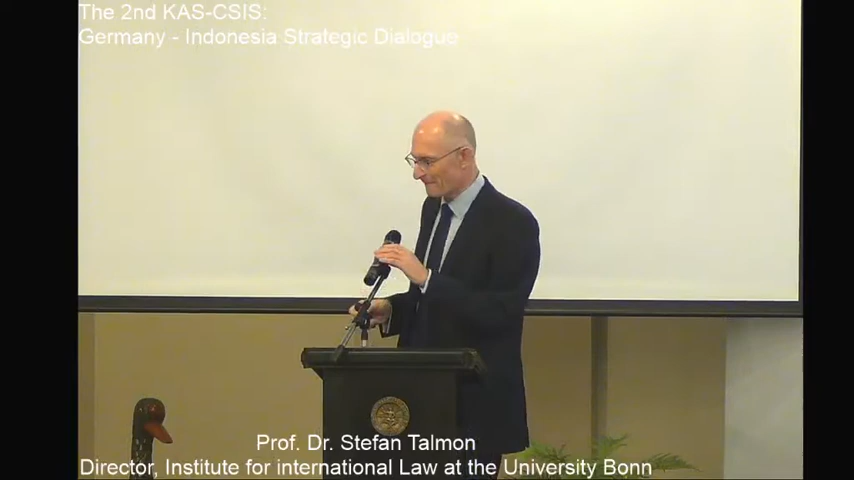 The 2nd KAS-CSIS:
Germany - Indonesia Strategic Dialogue
Prof. Dr. Stefan Talmon
Director, Institute for international Law at the University Bonn